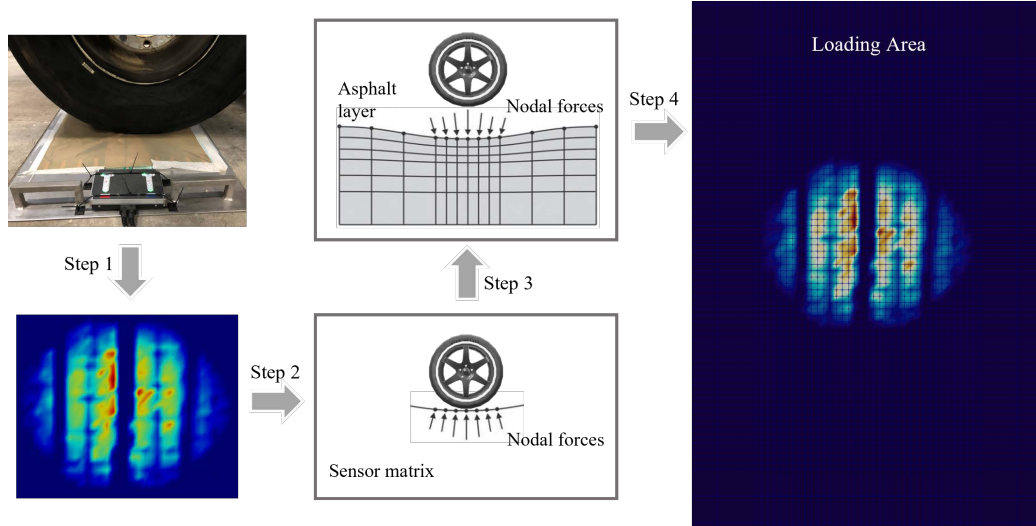 Step 1
Step 2
Sensor matrix
Nodal forces
Step 3
Asphalt
layer
Nodal forces
Step 4
Loading Area